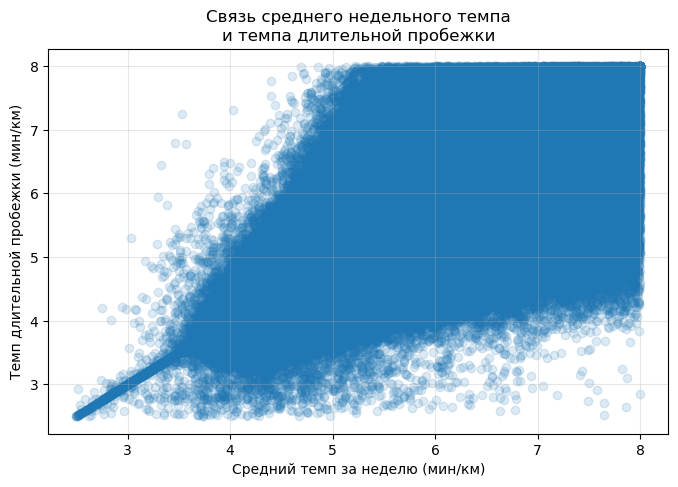 Связь среднего недельного темпа
и темпа длительной пробежки
Темп длительной пробежки (мин/км)
8
7
6
5
4
3
3 4 5 6 7 8
Средний темп за неделю (мин/км)